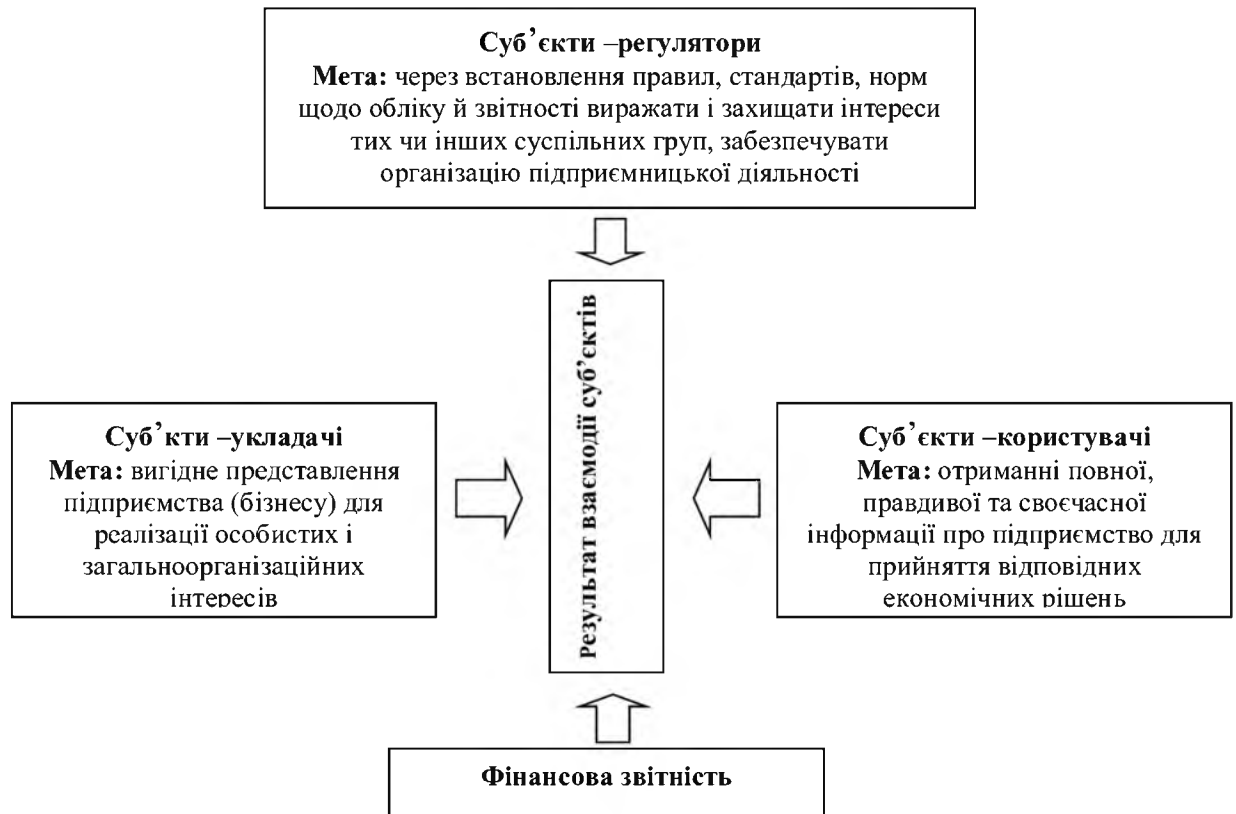 Суб’єкти –регулятори
Мета: через встановлення правил, стандартів, норм
щодо обліку й звітності виражати і захищати інтереси
тих чи інших суспільних груп, забезпечувати
організацію підприємницької діяльності
Результат взаємодії суб’єктів
Суб’кти –укладачі
Мета: вигідне представлення
підприємства (бізнесу) для
реалізації особистих і
загальноорганізаційних
інтересів
Суб’єкти –користувачі
Мета: отриманні повної,
правдивої та своєчасної
інформації про підприємство для
прийняття відповідних
економічних рішень
Фінансова звітність